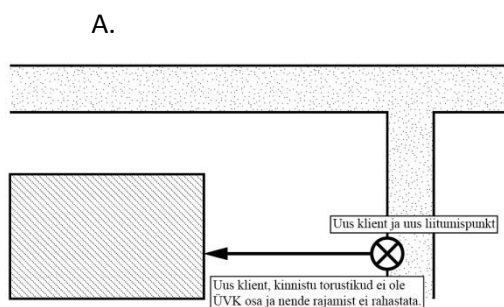 A.
Uus klient ja uus liitumispunkt
Uus klient, kinnistu torustikud ei ole
ÜVK osa ja nende rajamist ei rahastata.